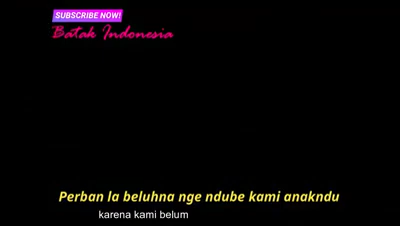 SUBSCRIBE NOW!
Batak Indonesia
Perban la beluhna nge ndube kami anakndu
karena kami belum